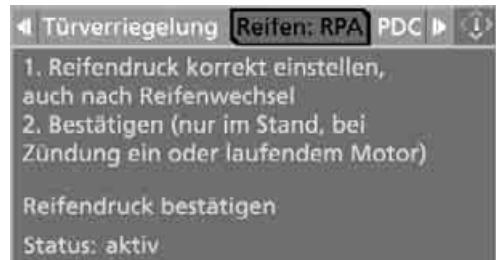 Türverriegelung Reifen: RPA PDC
1. Reifendruck korrekt einstellen,
auch nach Reifenwechsel
2. Bestätigen (nur im Stand, bei
Zündung ein oder laufendem Motor)
Reifendruck bestätigen
Status: aktiv